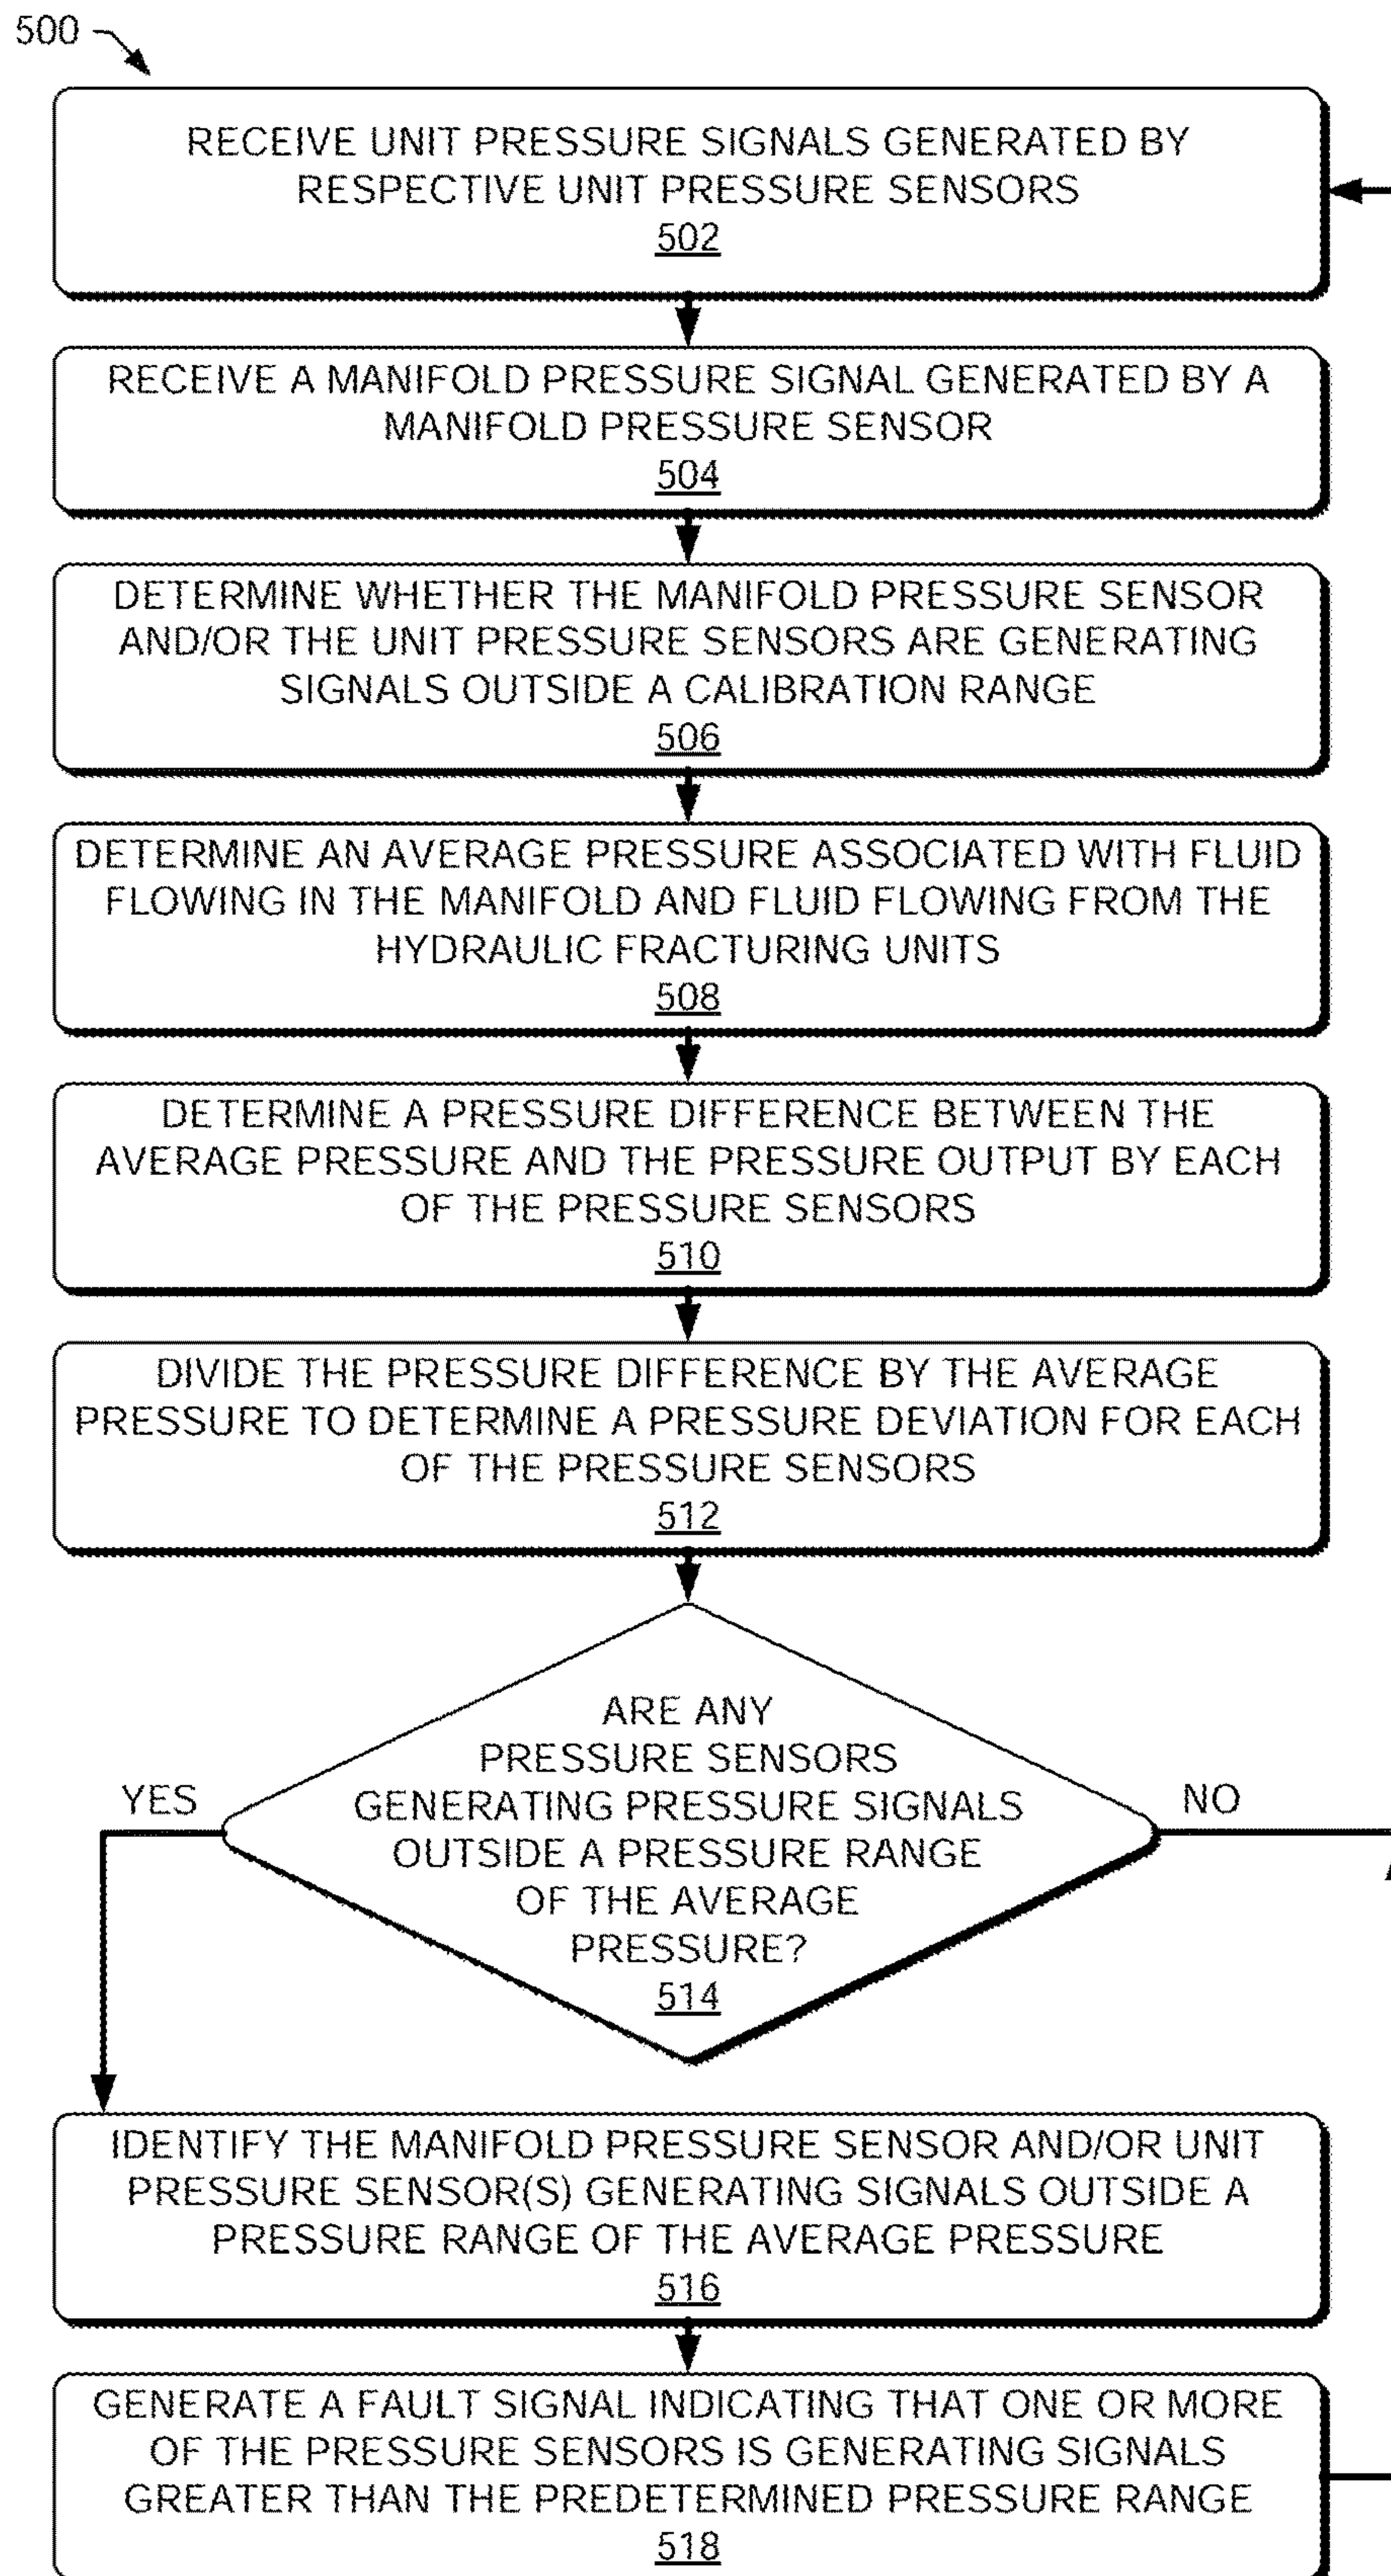 500
RECEIVE UNIT PRESSURE SIGNALS GENERATED BY
RESPECTIVE UNIT PRESSURE SENSORS
502
RECEIVE A MANIFOLD PRESSURE SIGNAL GENERATED BY A
MANIFOLD PRESSURE SENSOR
504
DETERMINE WHETHER THE MANIFOLD PRESSURE SENSOR
AND/OR THE UNIT PRESSURE SENSORS ARE GENERATING
SIGNALS OUTSIDE A CALIBRATION RANGE
506
DETERMINE AN AVERAGE PRESSURE ASSOCIATED WITH FLUID
FLOWING IN THE MANIFOLD AND FLUID FLOWING FROM THE
HYDRAULIC FRACTURING UNITS
508
DETERMINE A PRESSURE DIFFERENCE BETWEEN THE
AVERAGE PRESSURE AND THE PRESSURE OUTPUT BY EACH
OF THE PRESSURE SENSORS
510
DIVIDE THE PRESSURE DIFFERENCE BY THE AVERAGE
PRESSURE TO DETERMINE A PRESSURE DEVIATION FOR EACH
OF THE PRESSURE SENSORS
512
ARE ANY
PRESSURE SENSORS
GENERATING PRESSURE SIGNALS
OUTSIDE A PRESSURE RANGE
OF THE AVERAGE
PRESSURE?
514
YES
NO
IDENTIFY THE MANIFOLD PRESSURE SENSOR AND/OR UNIT
PRESSURE SENSOR(S) GENERATING SIGNALS OUTSIDE A
PRESSURE RANGE OF THE AVERAGE PRESSURE
516
GENERATE A FAULT SIGNAL INDICATING THAT ONE OR MORE
OF THE PRESSURE SENSORS IS GENERATING SIGNALS
GREATER THAN THE PREDETERMINED PRESSURE RANGE
518